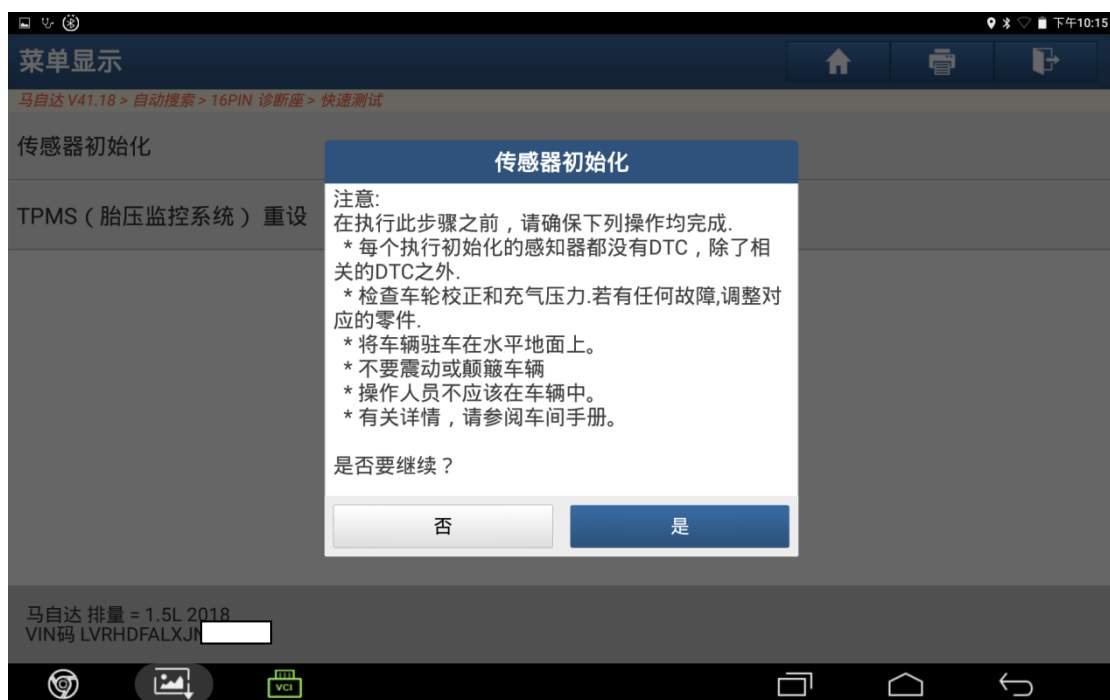 下午10:15
菜单显示
马自达 V41.18 > 自动搜索 > 16PIN 诊断座 > 快速测试
传感器初始化
TPMS（胎压监控系统）重设
传感器初始化
注意:
在执行此步骤之前，请确保下列操作均完成.
* 每个执行初始化的感知器都没有DTC，除了相
关的DTC之外.
* 检查车轮校正和充气压力.若有任何故障,调整对
应的零件.
* 将车辆驻车在水平地面上。
* 不要震动或颠簸车辆
* 操作人员不应该在车辆中。
* 有关详情，请参阅车间手册。
是否要继续？
否
是
马自达 排量 = 1.5L 2018
VIN码 LVRHDFALXJ
VCI